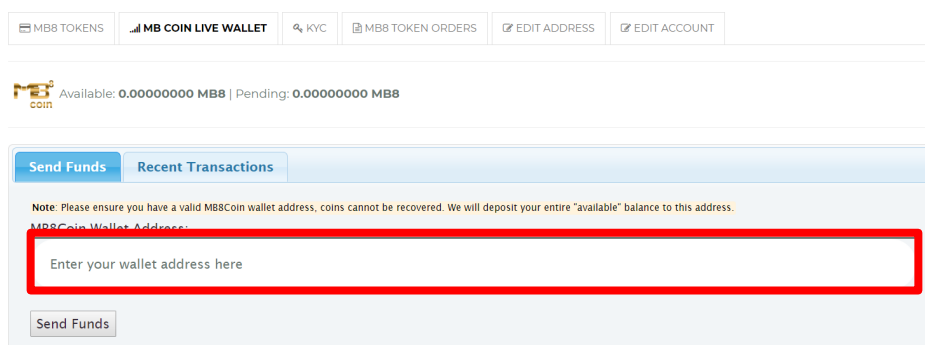 MB8 TOKENS MB COIN LIVE WALLET KYC MB8 TOKEN ORDERS EDIT ADDRESS EDIT ACCOUNT
MB8 coin Available: 0.00000000 MB8 | Pending: 0.00000000 MB8
Send Funds Recent Transactions
Note: Please ensure you have a valid MB8Coin wallet address, coins cannot be recovered. We will deposit your entire "available" balance to this address.
MB8Coin Wallet Address:
Enter your wallet address here
Send Funds